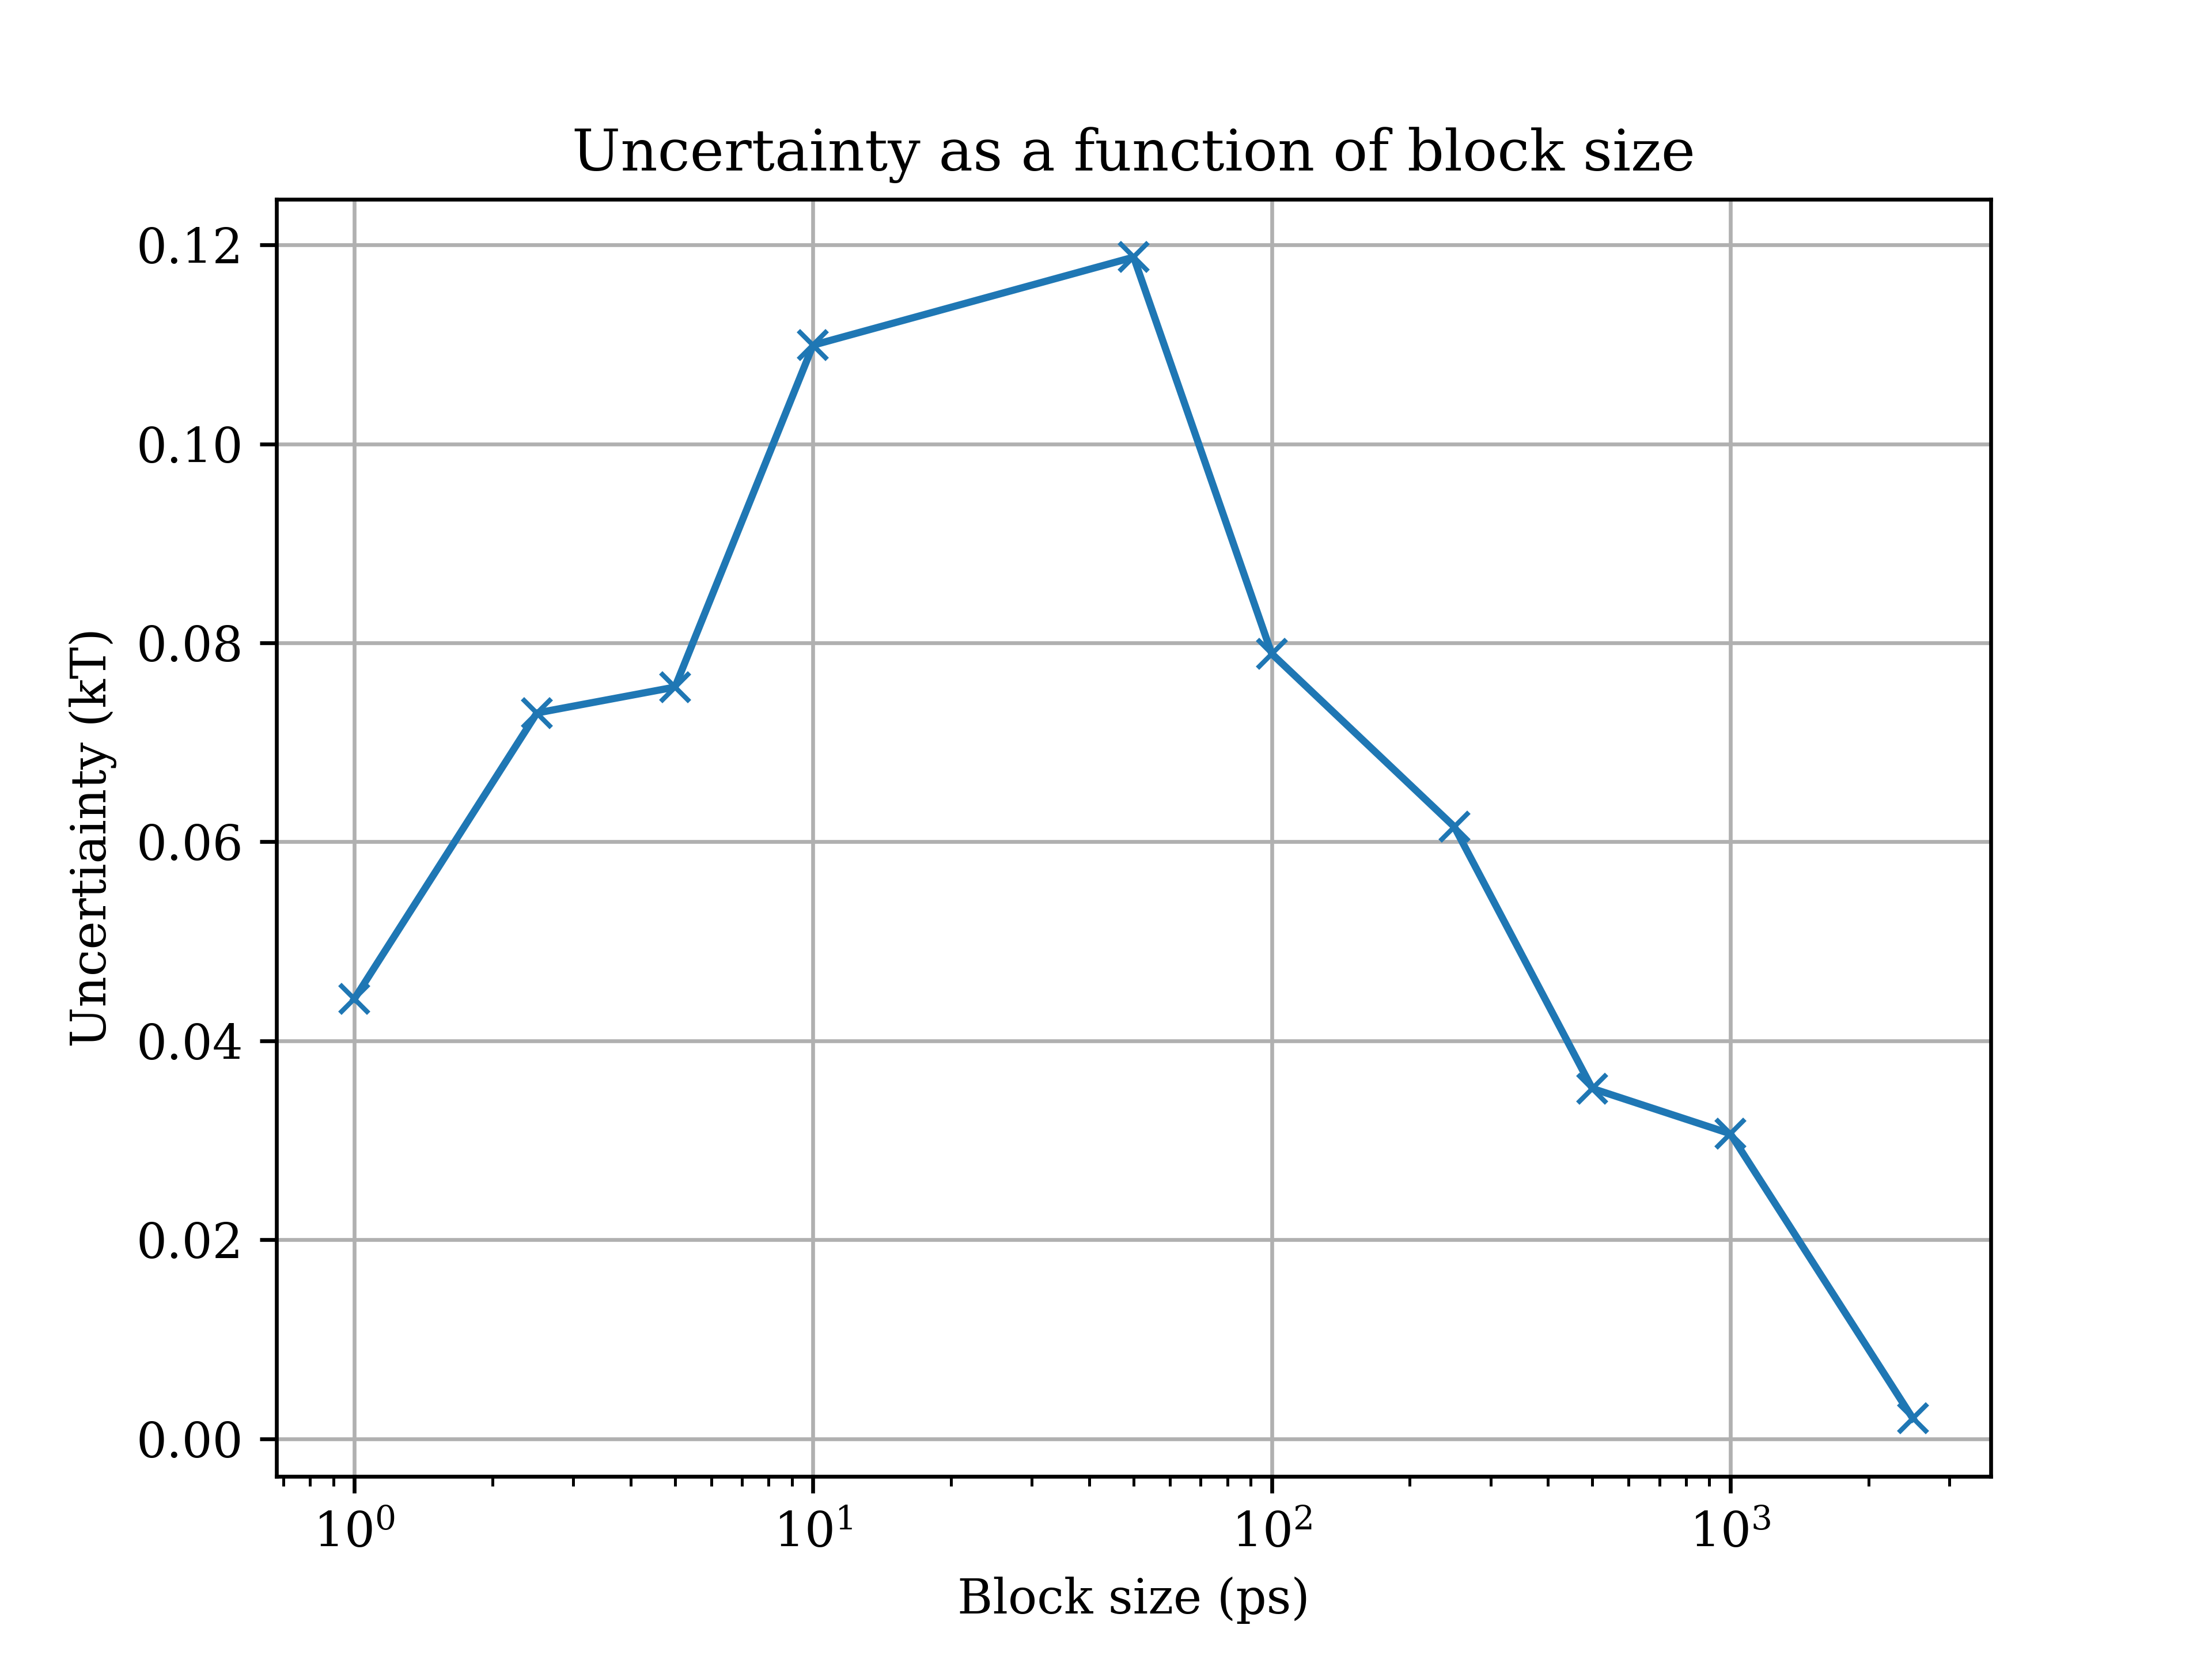 Uncertainty as a function of block size
0.12
0.10
0.08
0.06
0.04
0.02
0.00
Uncertiainty (kT)
10⁰ 10¹ 10² 10³
Block size (ps)